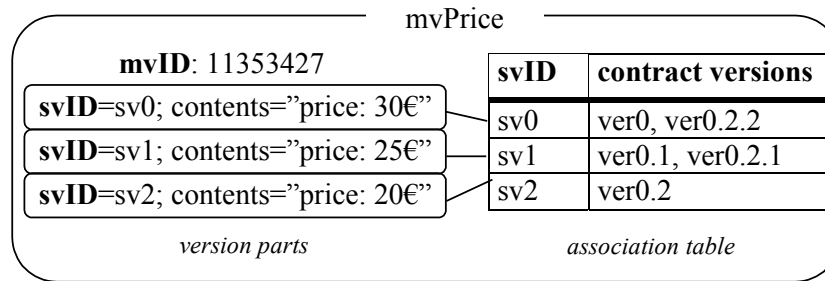 mvPrice
mvID: 11353427
svID=sv0; contents=”price: 30€”
svID=sv1; contents=”price: 25€”
svID=sv2; contents=”price: 20€”
version parts
svID contract versions
sv0 ver0, ver0.2.2
sv1 ver0.1, ver0.2.1
sv2 ver0.2
association table